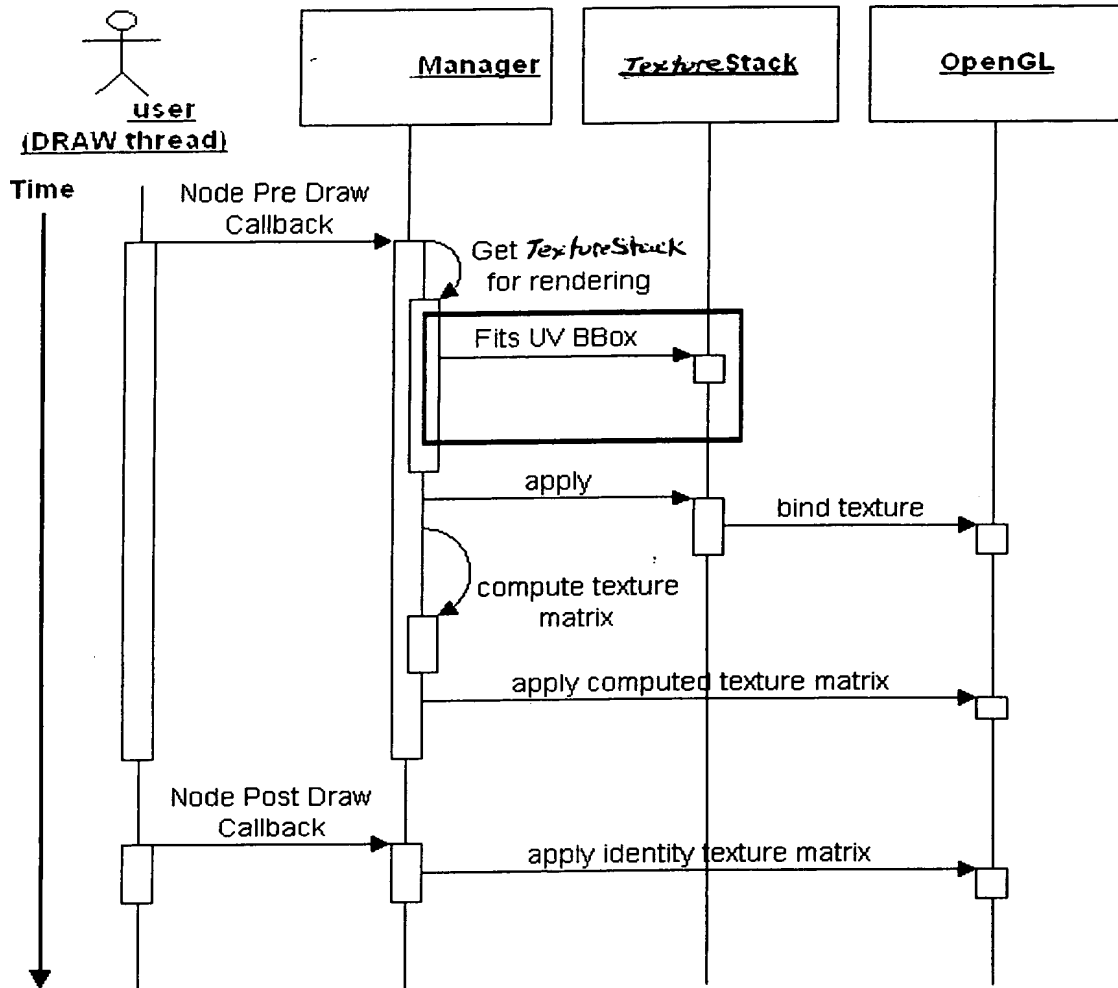 Manager
TextureStack
OpenGL
user
(DRAW thread)
Time
Node Pre Draw
Callback
Get TextureStack
for rendering
Fits UV BBox
apply
bind texture
compute texture
matrix
apply computed texture matrix
Node Post Draw
Callback
apply identity texture matrix